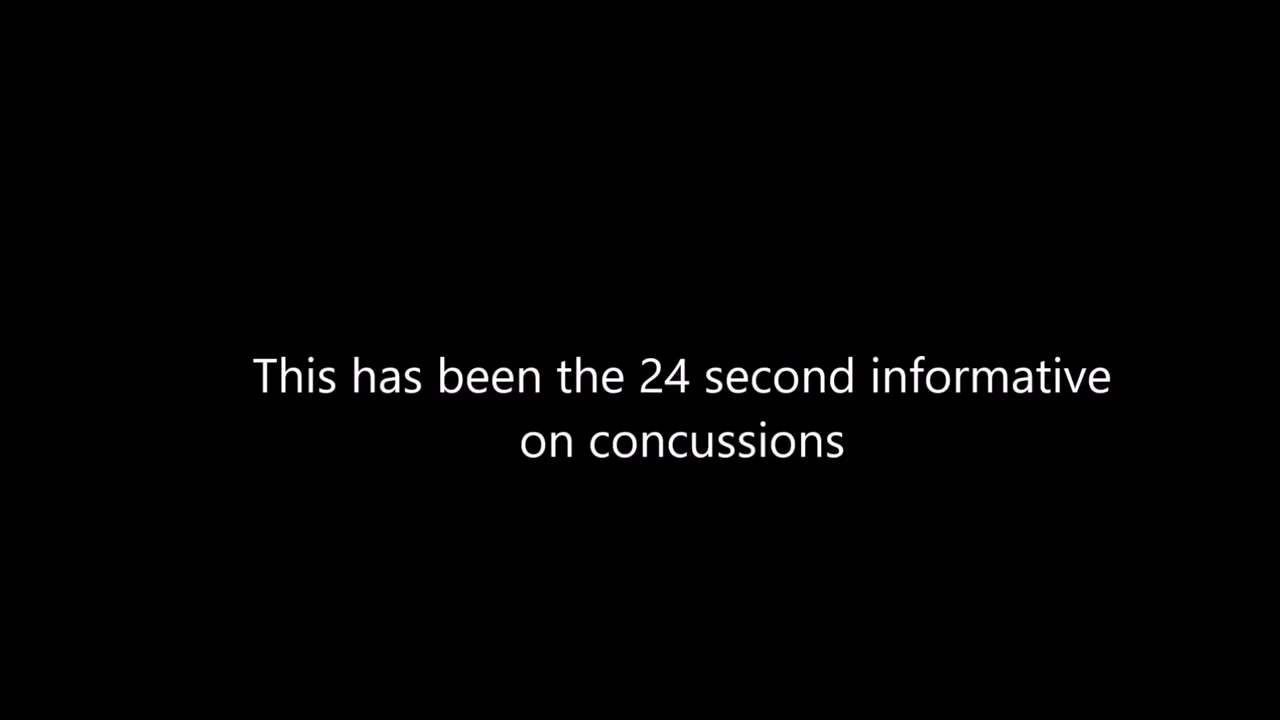 This has been the 24 second informative
on concussions